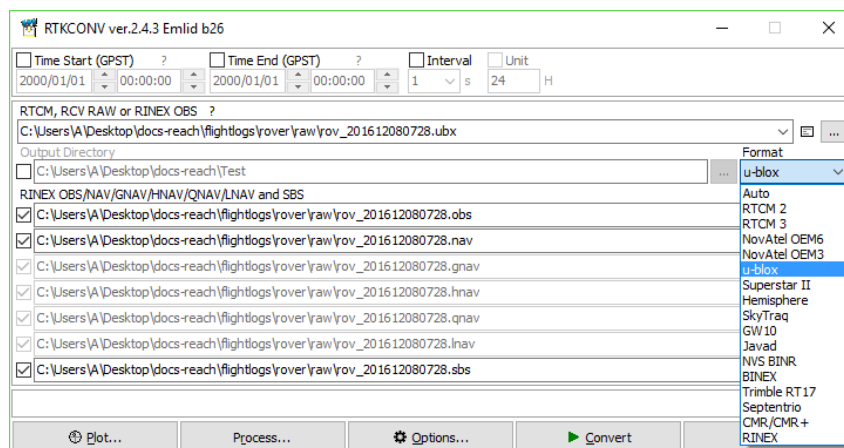 RTKCONV ver.2.4.3 Emlid b26
Time Start (GPST) ? Time End (GPST) ? Interval Unit
2000/01/01 00:00:00 2000/01/01 00:00:00 1 s 24 H
RTCM, RCV RAW or RINEX OBS ?
C:\Users\A\Desktop\docs-reach\flightlogs\rover\raw\rov_201612080728.ubx ...
Output Directory Format
C:\Users\A\Desktop\docs-reach\Test ... u-blox
RINEX OBS/NAV/GNAV/HNAV/QNAV/LNAV and SBS
C:\Users\A\Desktop\docs-reach\flightlogs\rover\raw\rov_201612080728.obs
C:\Users\A\Desktop\docs-reach\flightlogs\rover\raw\rov_201612080728.nav
C:\Users\A\Desktop\docs-reach\flightlogs\rover\raw\rov_201612080728.gnav
C:\Users\A\Desktop\docs-reach\flightlogs\rover\raw\rov_201612080728.hnav
C:\Users\A\Desktop\docs-reach\flightlogs\rover\raw\rov_201612080728.qnav
C:\Users\A\Desktop\docs-reach\flightlogs\rover\raw\rov_201612080728.lnav
C:\Users\A\Desktop\docs-reach\flightlogs\rover\raw\rov_201612080728.sbs
Auto
RTCM 2
RTCM 3
NovAtel OEM6
NovAtel OEM3
u-blox
Superstar II
Hemisphere
SkyTraq
GW10
Javad
NVS BINR
BINEX
Trimble RT17
Septentrio
CMR/CMR+
RINEX
Plot... Process... Options... Convert